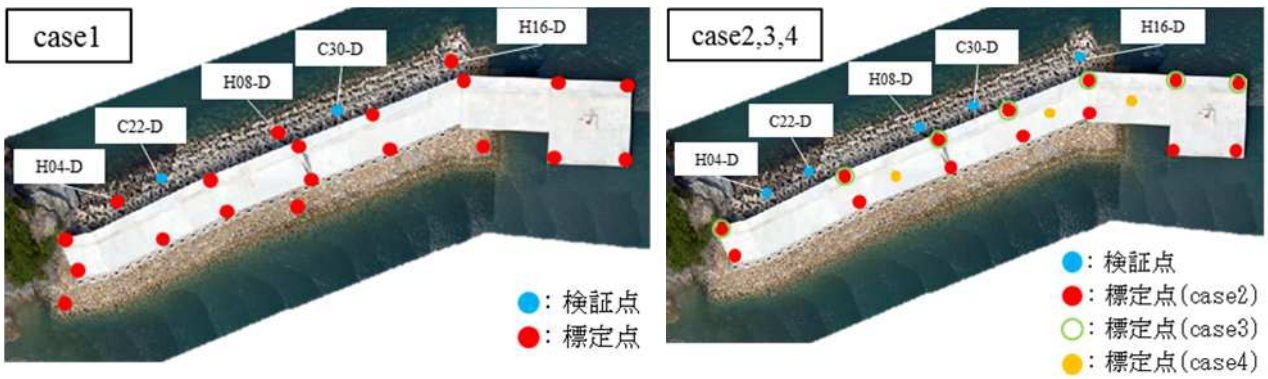 case1
H16-D
C30-D
H08-D
C22-D
H04-D
：検証点
：標定点
case2,3,4
H16-D
C30-D
H08-D
C22-D
H04-D
：検証点
：標定点(case2)
：標定点(case3)
：標定点(case4)